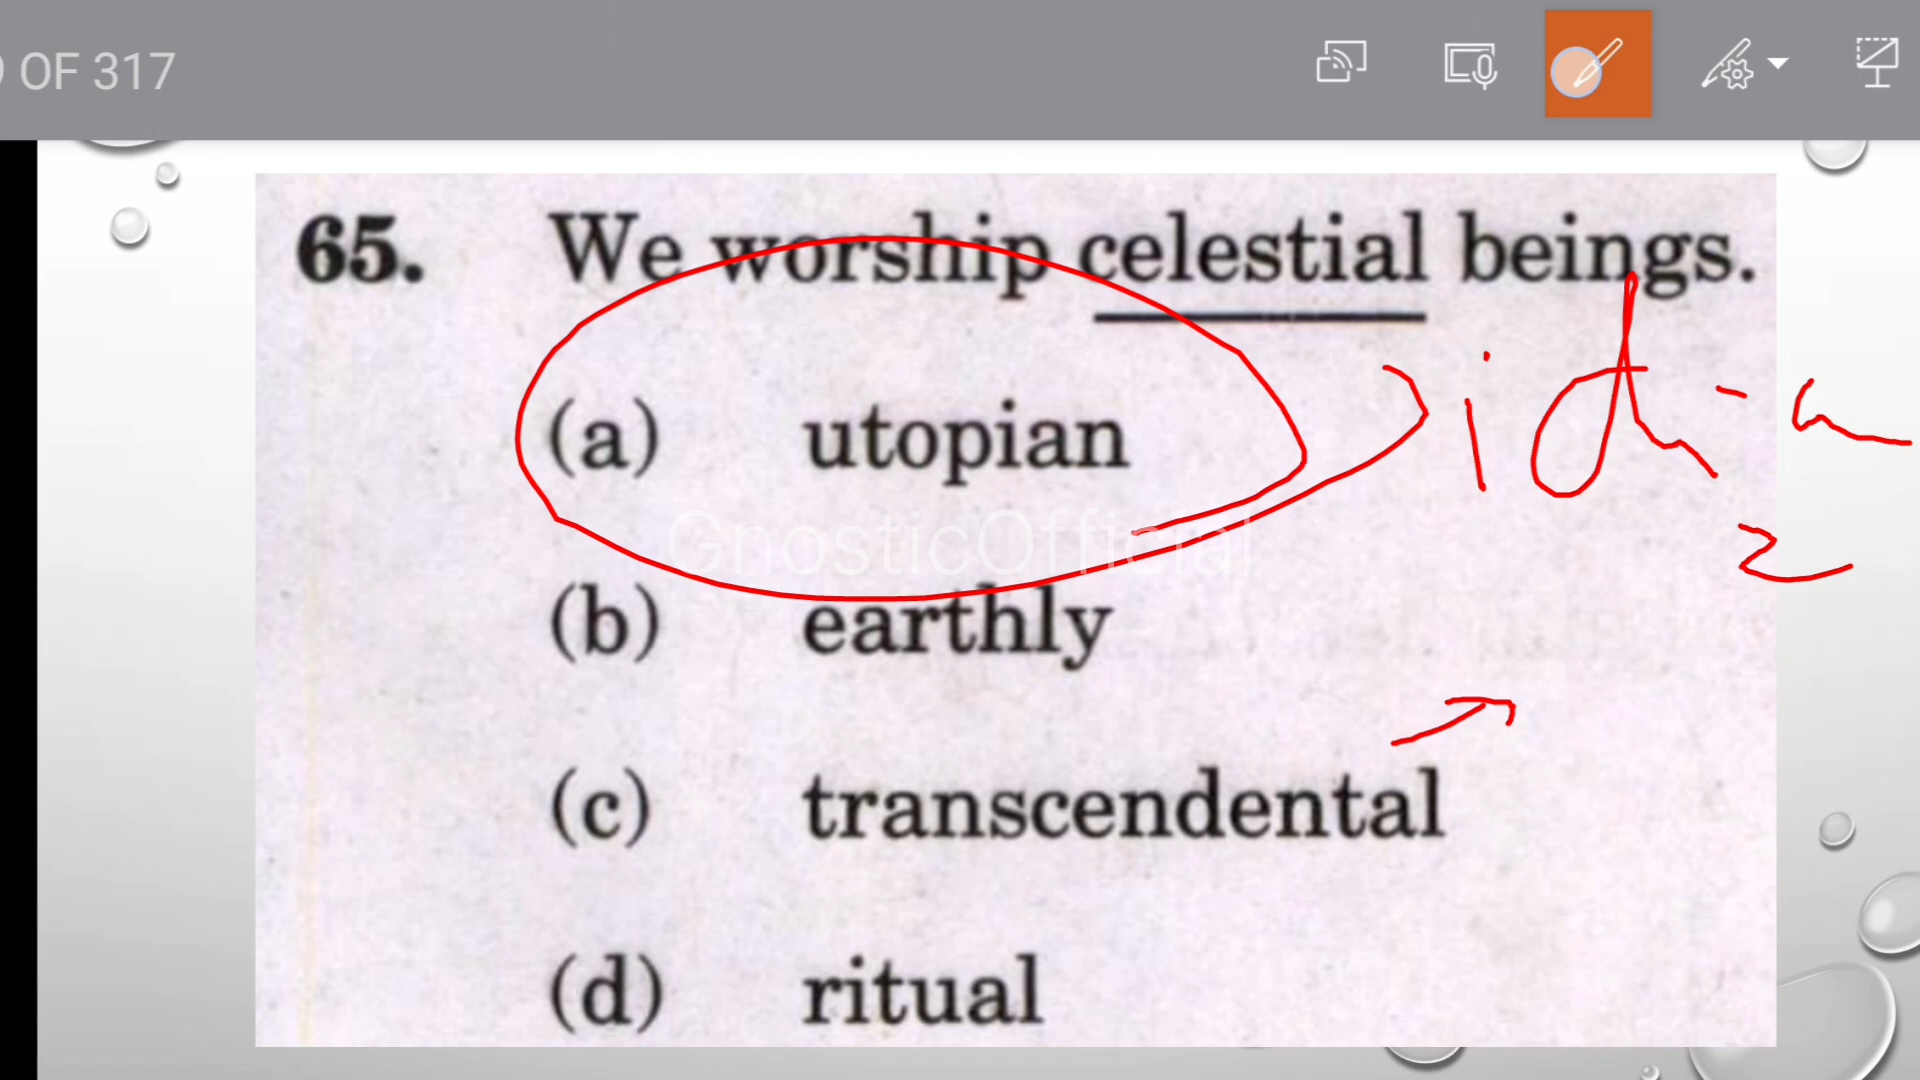 OF 317
65. We worship celestial beings.
(a) utopian
GnosticOfficial
(b) earthly
(c) transcendental
(d) ritual